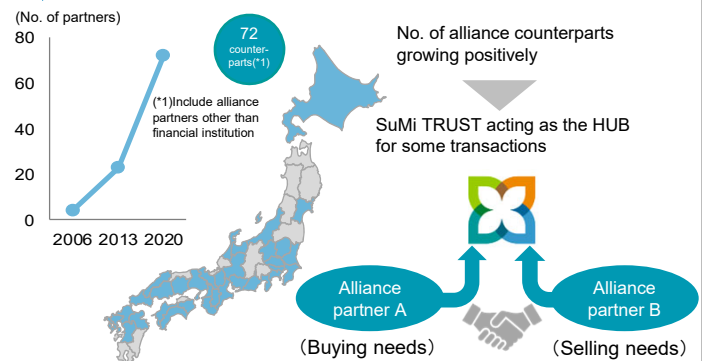 (No. of partners)
80
60
40
20
0
2006 2013 2020
72
counter-
parts(*1)
(*1)Include alliance
partners other than
financial institution
No. of alliance counterparts
growing positively
SuMi TRUST acting as the HUB
for some transactions
Alliance
partner A
(Buying needs)
Alliance
partner B
(Selling needs)